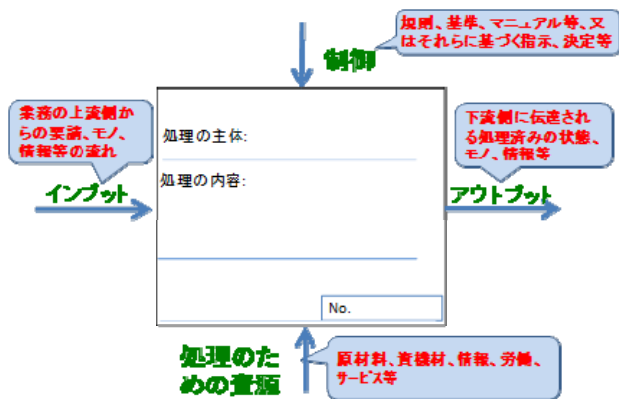 規則、基準、マニュアル等、又
はそれらに基づく指示、決定等
制御
業務の上流側か
らの要請、モノ、
情報等の流れ
インプット
処理の主体:
処理の内容:
下流側に伝達され
る処理済みの状態、
モノ、情報等
アウトプット
No.
処理のた
めの資源
原材料、資機材、情報、労働、
サービス等